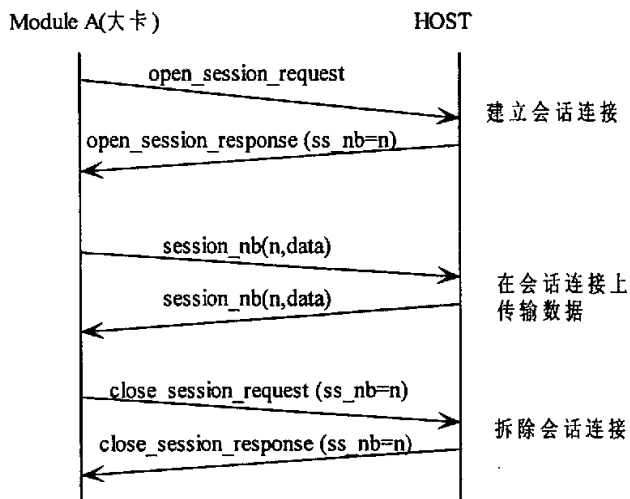 Module A(大卡)
HOST
open_session_request
建立会话连接
open_session_response (ss_nb=n)
session_nb(n,data)
在会话连接上
传输数据
session_nb(n,data)
close_session_request (ss_nb=n)
拆除会话连接
close_session_response (ss_nb=n)